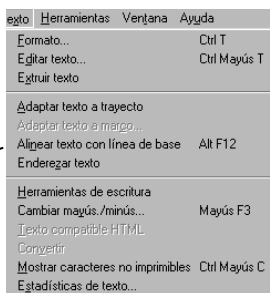 exto Herramientas Ventana Ayuda
Formato... Ctrl T
Editar texto... Ctrl Mayús T
Extruir texto
Adaptar texto a trayecto
Adaptar texto a marco...
Alinear texto con línea de base Alt F12
Enderezar texto
Herramientas de escritura
Cambiar mayús./minús... Mayús F3
Texto compatible HTML
Convertir
Mostrar caracteres no imprimibles Ctrl Mayús C
Estadísticas de texto...